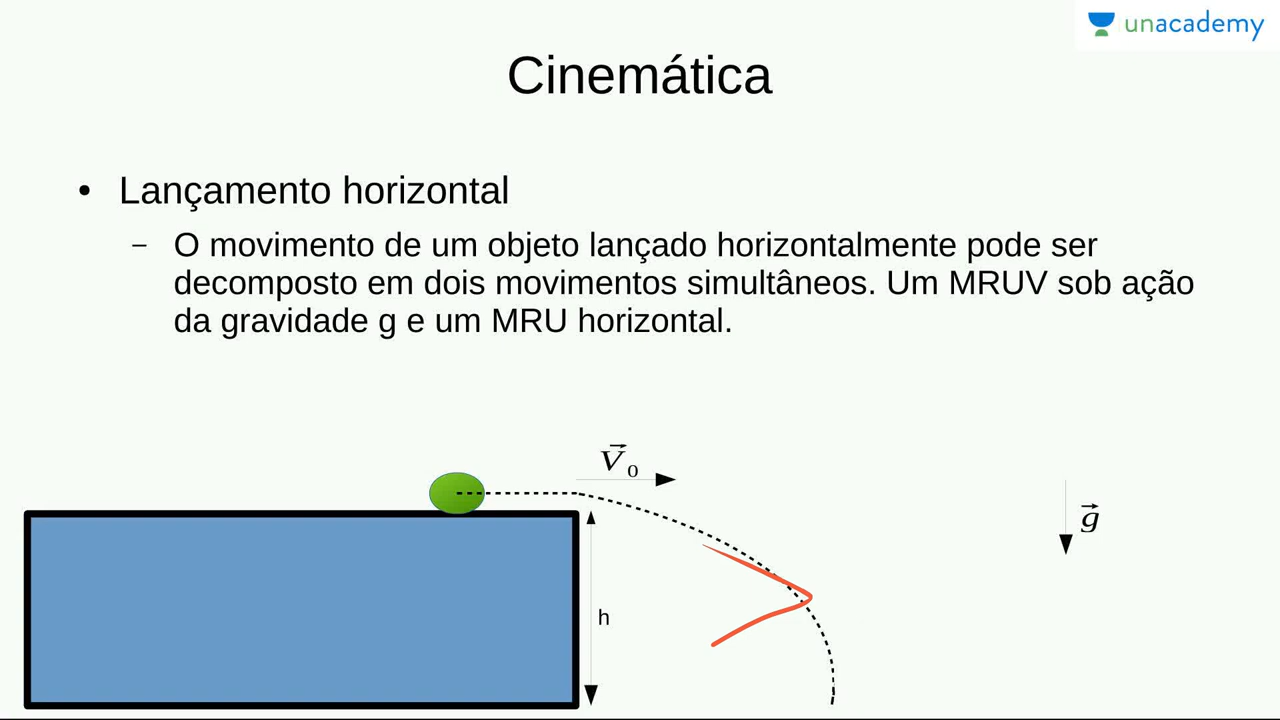 unacademy
Cinemática
• Lançamento horizontal
– O movimento de um objeto lançado horizontalmente pode ser
decomposto em dois movimentos simultâneos. Um MRUV sob ação
da gravidade g e um MRU horizontal.
V⃗₀
g⃗
h